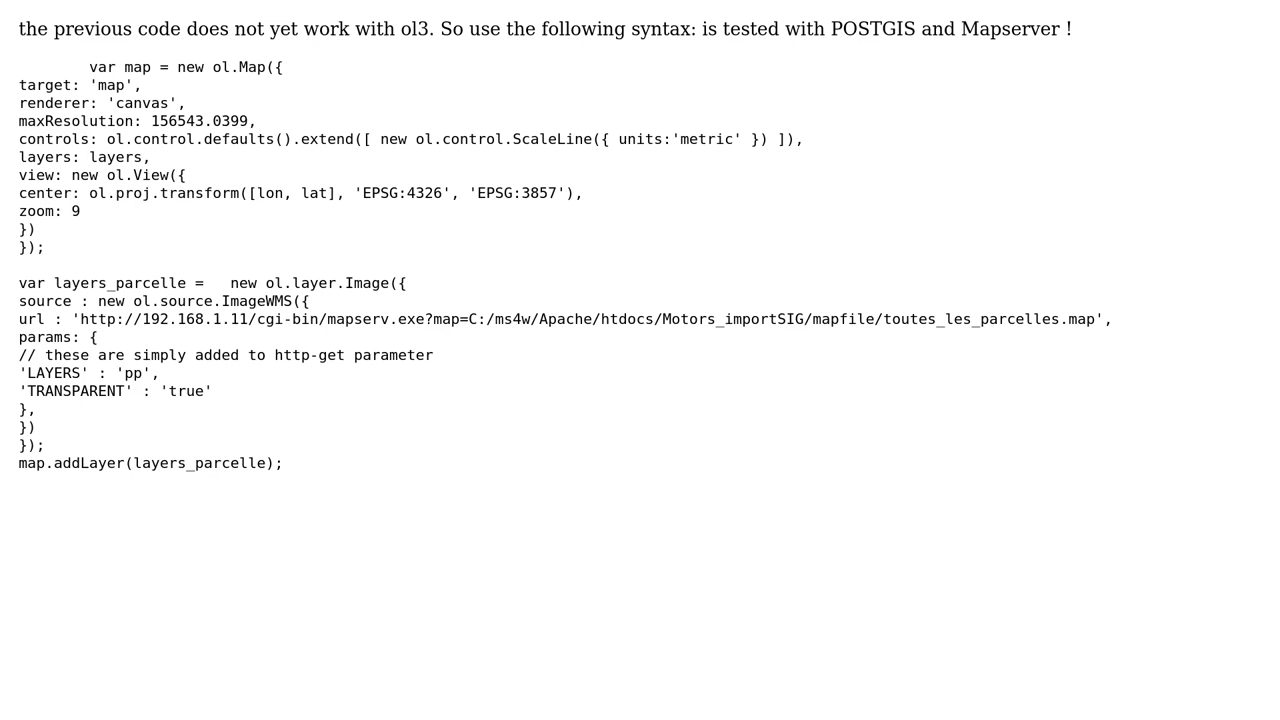 the previous code does not yet work with ol3. So use the following syntax: is tested with POSTGIS and Mapserver !
        var map = new ol.Map({
target: 'map',
renderer: 'canvas',
maxResolution: 156543.0399,
controls: ol.control.defaults().extend([ new ol.control.ScaleLine({ units:'metric' }) ]),
layers: layers,
view: new ol.View({
center: ol.proj.transform([lon, lat], 'EPSG:4326', 'EPSG:3857'),
zoom: 9
})
});
var layers_parcelle =   new ol.layer.Image({
source : new ol.source.ImageWMS({
url : 'http://192.168.1.11/cgi-bin/mapserv.exe?map=C:/ms4w/Apache/htdocs/Motors_importSIG/mapfile/toutes_les_parcelles.map',
params: {
// these are simply added to http-get parameter
'LAYERS' : 'pp',
'TRANSPARENT' : 'true'
},
})
});
map.addLayer(layers_parcelle);